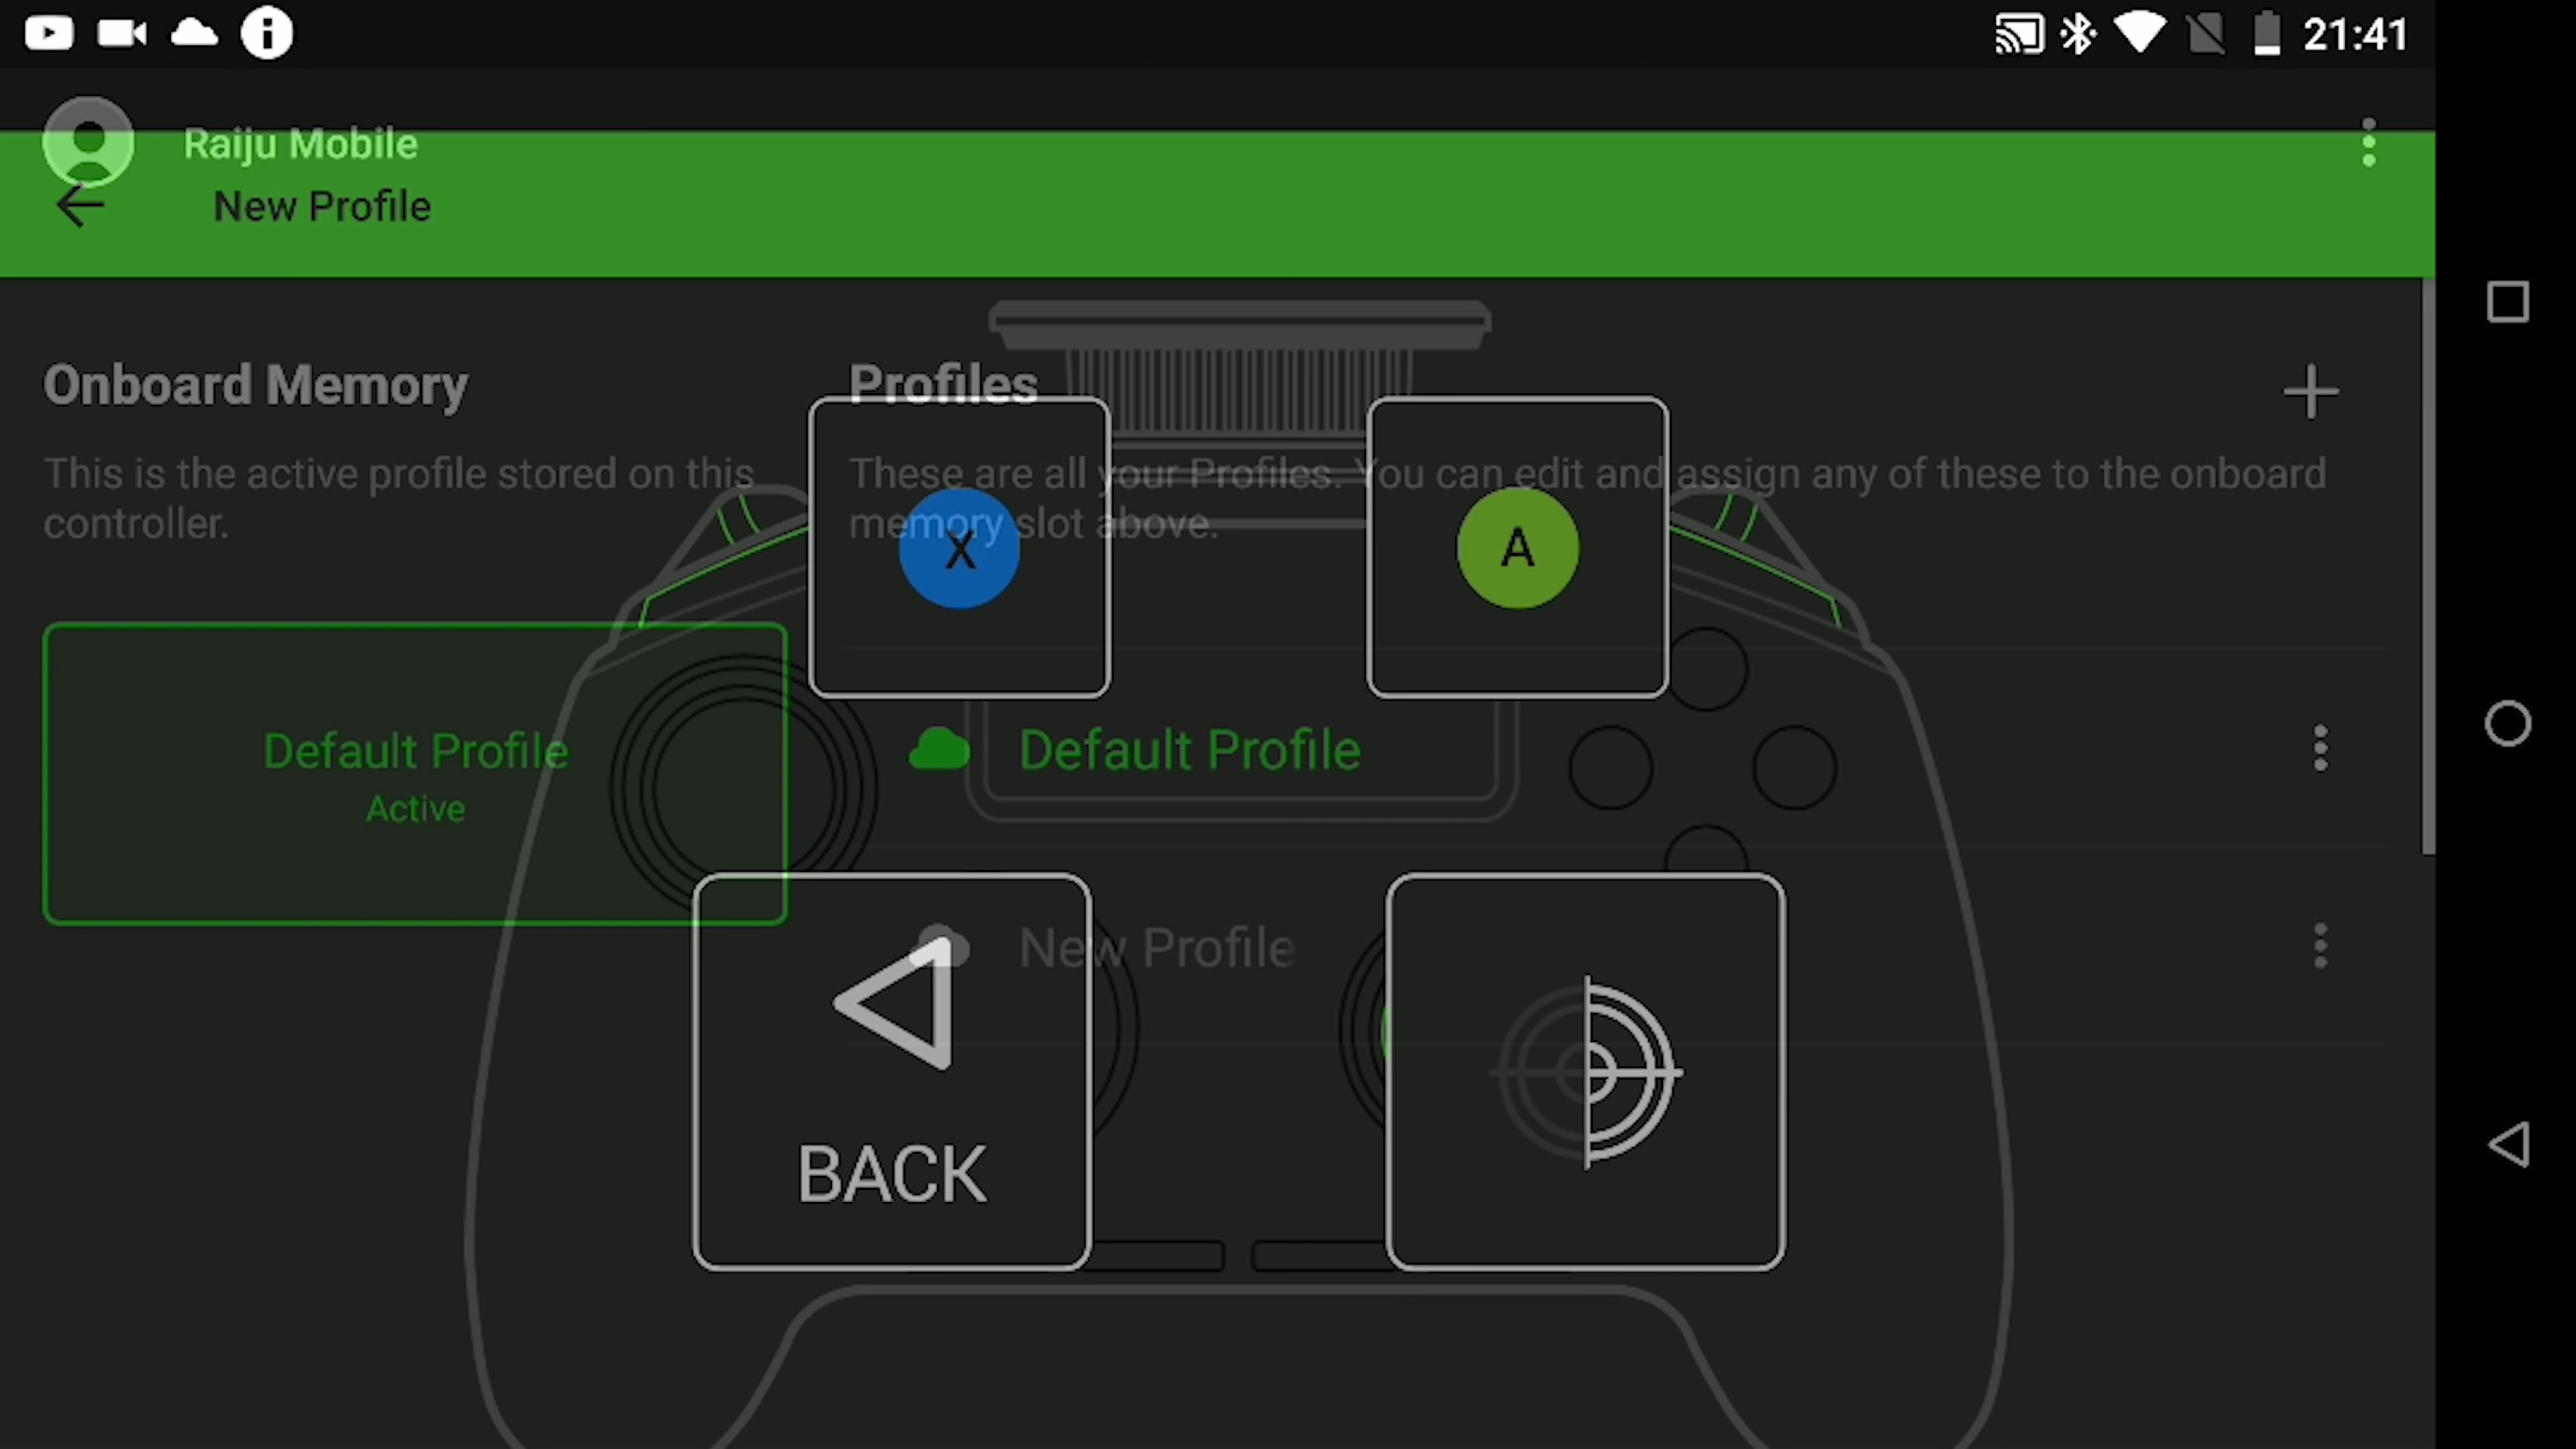 21:41
Raiju Mobile
New Profile
Onboard Memory
This is the active profile stored on this
controller.
Profiles
These are all your Profiles. You can edit and assign any of these to the onboard
memory slot above.
X
A
Default Profile
Active
Default Profile
New Profile
BACK